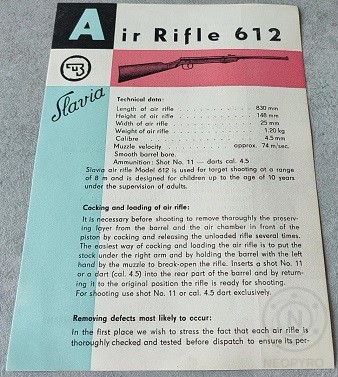 Air Rifle 612
ČZ
Slavia
Technical data:
Length of air rifle . . . . . . . . . . . 830 mm
Height of air rifle . . . . . . . . . . . 148 mm
Width of air rifle . . . . . . . . . . . 25 mm
Weight of air rifle . . . . . . . . . . . 1.20 kg
Calibre . . . . . . . . . . . 4.5 mm
Muzzle velocity . . . . . . . approx. 74 m/sec.
Smooth barrel bore.
Ammunition: Shot No. 11 — darts cal. 4.5
Slavia air rifle Model 612 is used for target shooting at a range
of 8 m and is designed for children up to the age of 10 years
under the supervision of adults.
Cocking and loading of air rifle:
It is necessary before shooting to remove thoroughly the preserv-
ing layer from the barrel and the air chamber in front of the
piston by cocking and releasing the unloaded rifle several times.
The easiest way of cocking and loading the air rifle is to put the
stock under the right arm and by holding the barrel with the left
hand by the muzzle to break-open the rifle. Inserts a shot No. 11
or a dart (cal. 4.5) into the rear part of the barrel and by return-
ing it to the original position the rifle is ready for shooting.
For shooting use shot No. 11 or cal. 4.5 dart exclusively.
Removing defects most likely to occur:
In the first place we wish to stress the fact that each air rifle is
thoroughly checked and tested before dispatch to ensure its per-
N
NEOPYRO